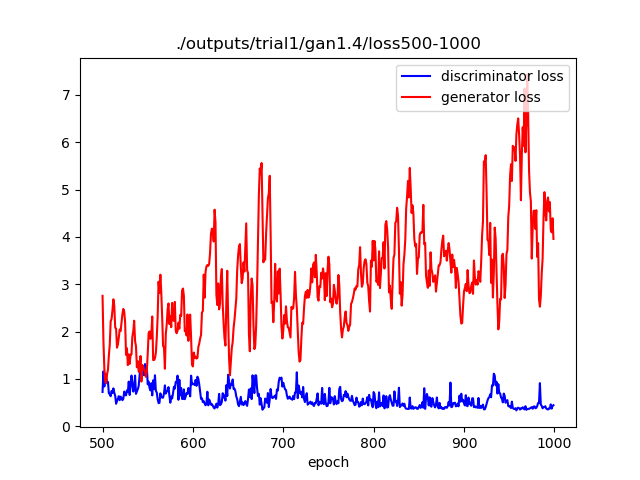 ./outputs/trial1/gan1.4/loss500-1000
discriminator loss
generator loss
7
6
5
4
3
2
1
0
500 600 700 800 900 1000
epoch